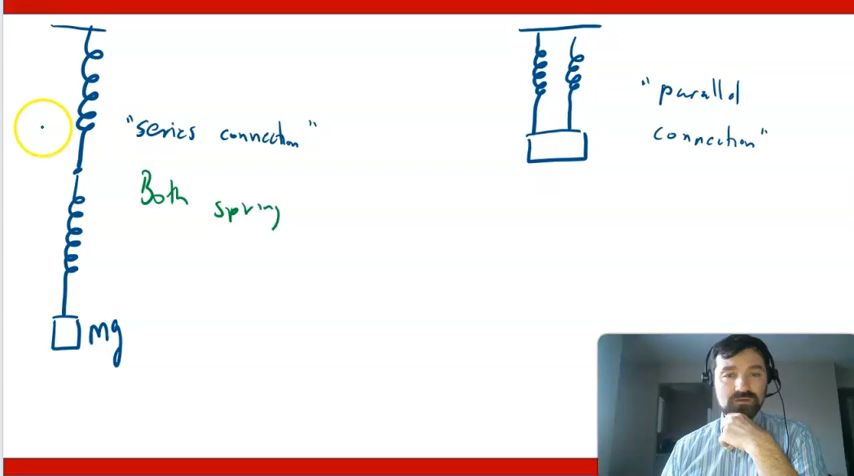 "series connection"
Both spring
mg
"parallel
connection"